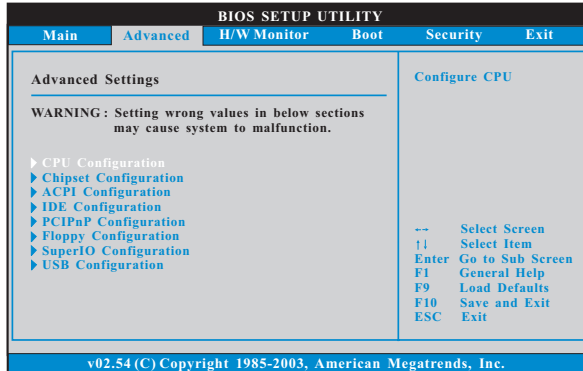 BIOS SETUP UTILITY
Main Advanced H/W Monitor Boot Security Exit
Advanced Settings
WARNING : Setting wrong values in below sections
may cause system to malfunction.
CPU Configuration
Chipset Configuration
ACPI Configuration
IDE Configuration
PCIPnP Configuration
Floppy Configuration
SuperIO Configuration
USB Configuration
Configure CPU
←→ Select Screen
↑↓ Select Item
Enter Go to Sub Screen
F1 General Help
F9 Load Defaults
F10 Save and Exit
ESC Exit
v02.54 (C) Copyright 1985-2003, American Megatrends, Inc.